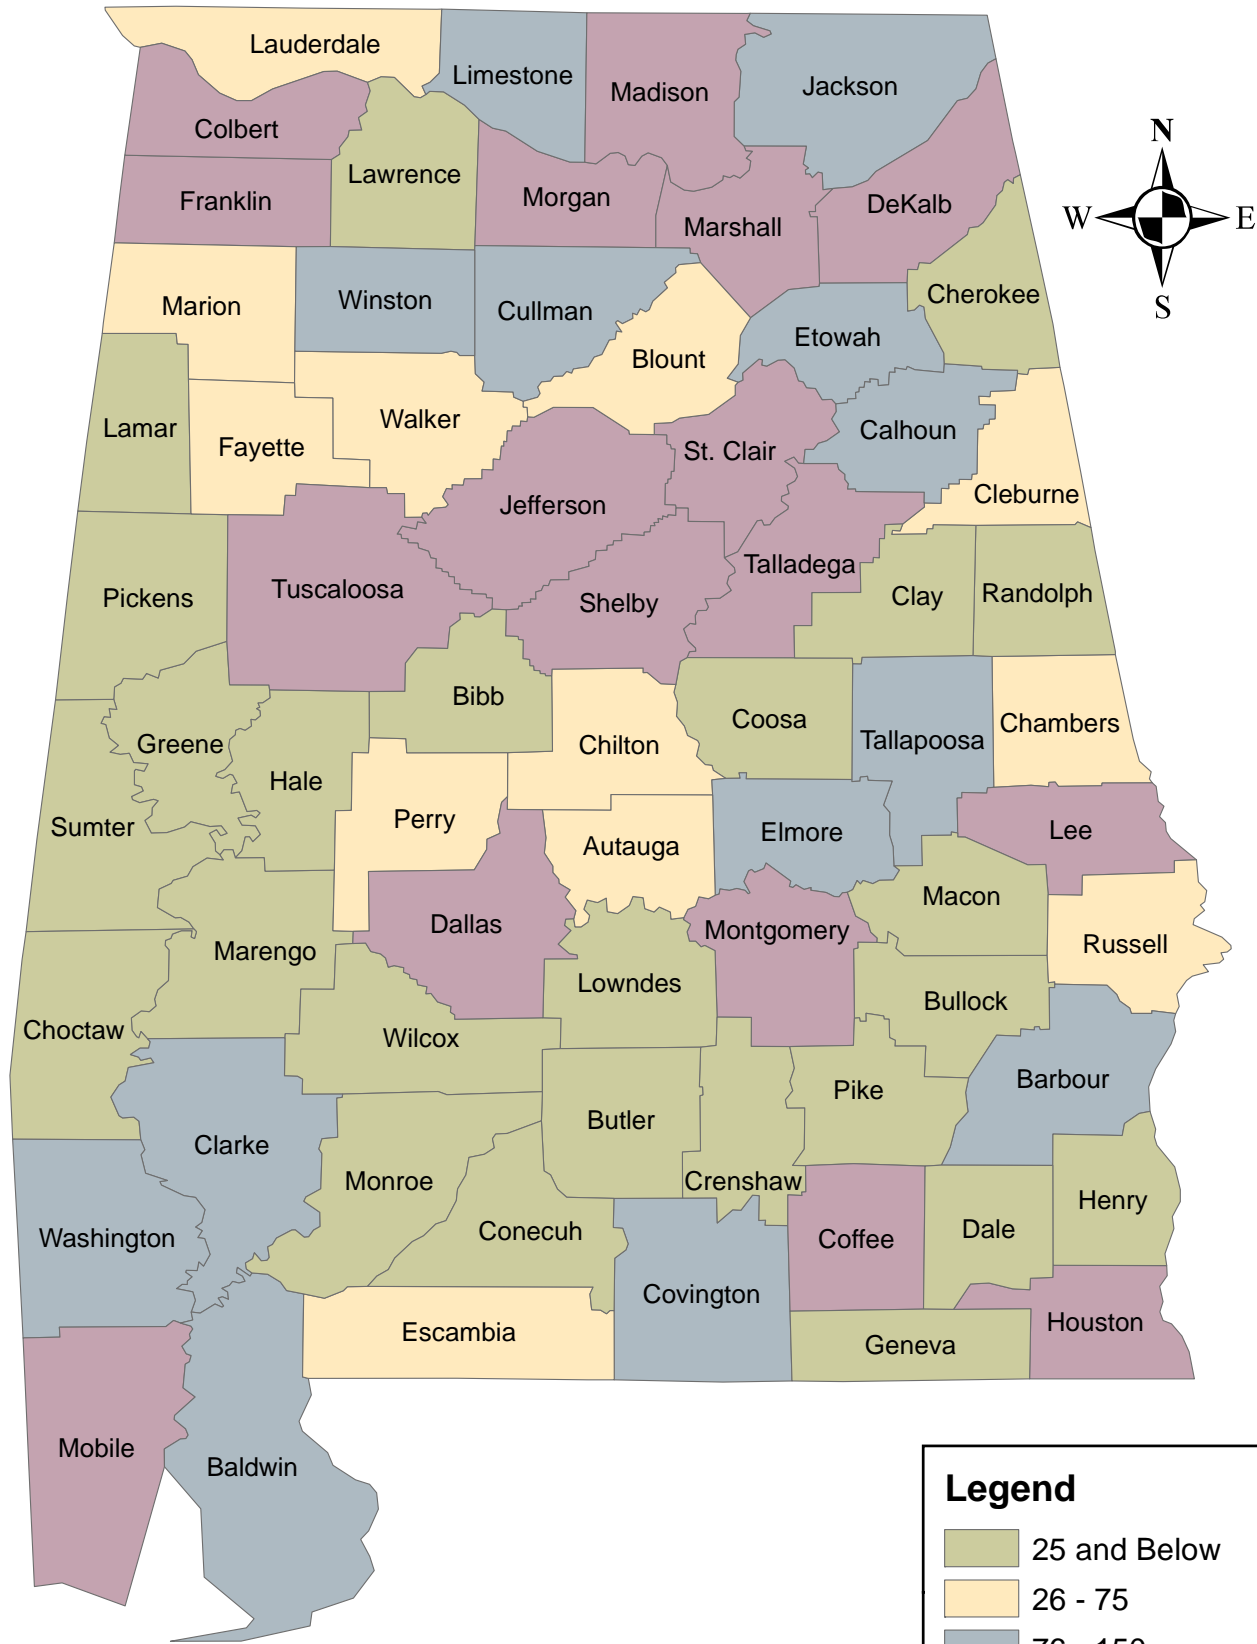 Lauderdale
Limestone
Madison
Jackson
Colbert
Lawrence
Franklin
Morgan
Marshall
DeKalb
N
W
E
S
Marion
Winston
Cullman
Blount
Etowah
Cherokee
Lamar
Fayette
Walker
St. Clair
Calhoun
Cleburne
Jefferson
Pickens
Tuscaloosa
Shelby
Talladega
Clay
Randolph
Bibb
Greene
Hale
Chilton
Coosa
Tallapoosa
Chambers
Sumter
Perry
Autauga
Elmore
Lee
Macon
Dallas
Montgomery
Russell
Marengo
Lowndes
Bullock
Choctaw
Wilcox
Butler
Pike
Barbour
Clarke
Monroe
Crenshaw
Henry
Washington
Conecuh
Coffee
Dale
Covington
Escambia
Geneva
Houston
Mobile
Baldwin
Legend
25 and Below
26 - 75